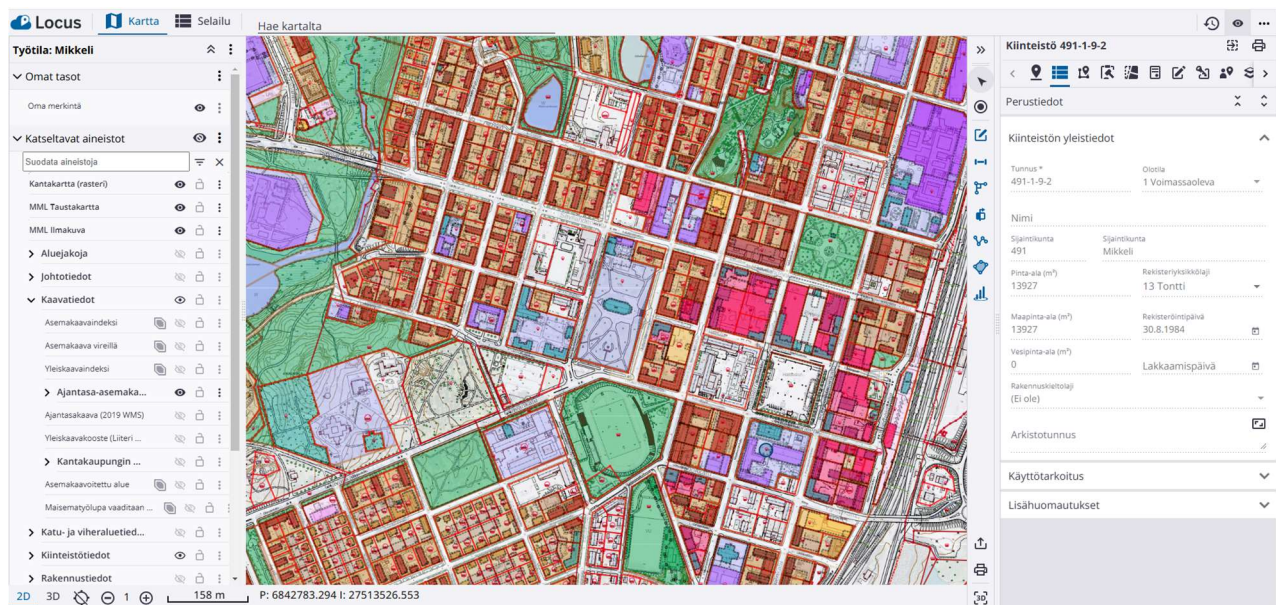 Locus Kartta Selailu Hae kartalta
Työtila: Mikkeli
Omat tasot
Oma merkintä
Katseltavat aineistot
Suodata aineistoja
Kantakartta (rasteri)
MML Taustakartta
MML Ilmakuva
Aluejakoja
Johtotiedot
Kaavatiedot
Asemakaavaindeksi
Asemakaava vireillä
Yleiskaavaindeksi
Ajantasa-asemaka...
Ajantasakaava (2019 WMS)
Yleiskaavakooste (Liiteri ...
Kantakaupungin ...
Asemakaavoitettu alue
Maisematyölupa vaaditaan ...
Katu- ja viheraluetied...
Kiinteistötiedot
Rakennustiedot
2D 3D 1 158 m P: 6842783.294 I: 27513526.553
3D
Kiinteistö 491-1-9-2
Perustiedot
Kiinteistön yleistiedot
Tunnus * Olotila
491-1-9-2 1 Voimassaoleva
Nimi
Sijaintikunta Sijaintikunta
491 Mikkeli
Pinta-ala (m²) Rekisteriyksikkölaji
13927 13 Tontti
Maapinta-ala (m²) Rekisteröintipäivä
13927 30.8.1984
Vesipinta-ala (m²)
0 Lakkaamispäivä
Rakennuskieltolaji
(Ei ole)
Arkistotunnus
Käyttötarkoitus
Lisähuomautukset